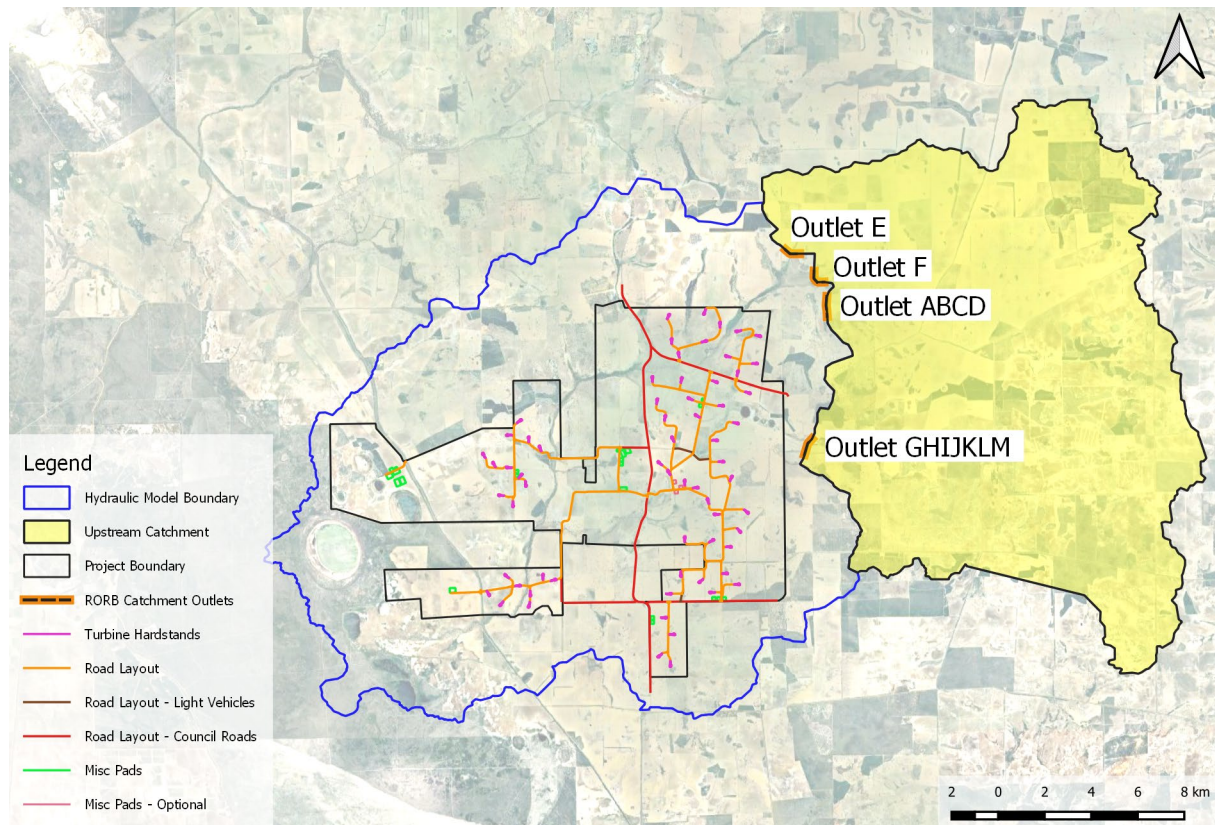 Outlet E
Outlet F
Outlet ABCD
Outlet GHIJKLM
Legend
Hydraulic Model Boundary
Upstream Catchment
Project Boundary
RORB Catchment Outlets
Turbine Hardstands
Road Layout
Road Layout - Light Vehicles
Road Layout - Council Roads
Misc Pads
Misc Pads - Optional
2 0 2 4 6 8 km